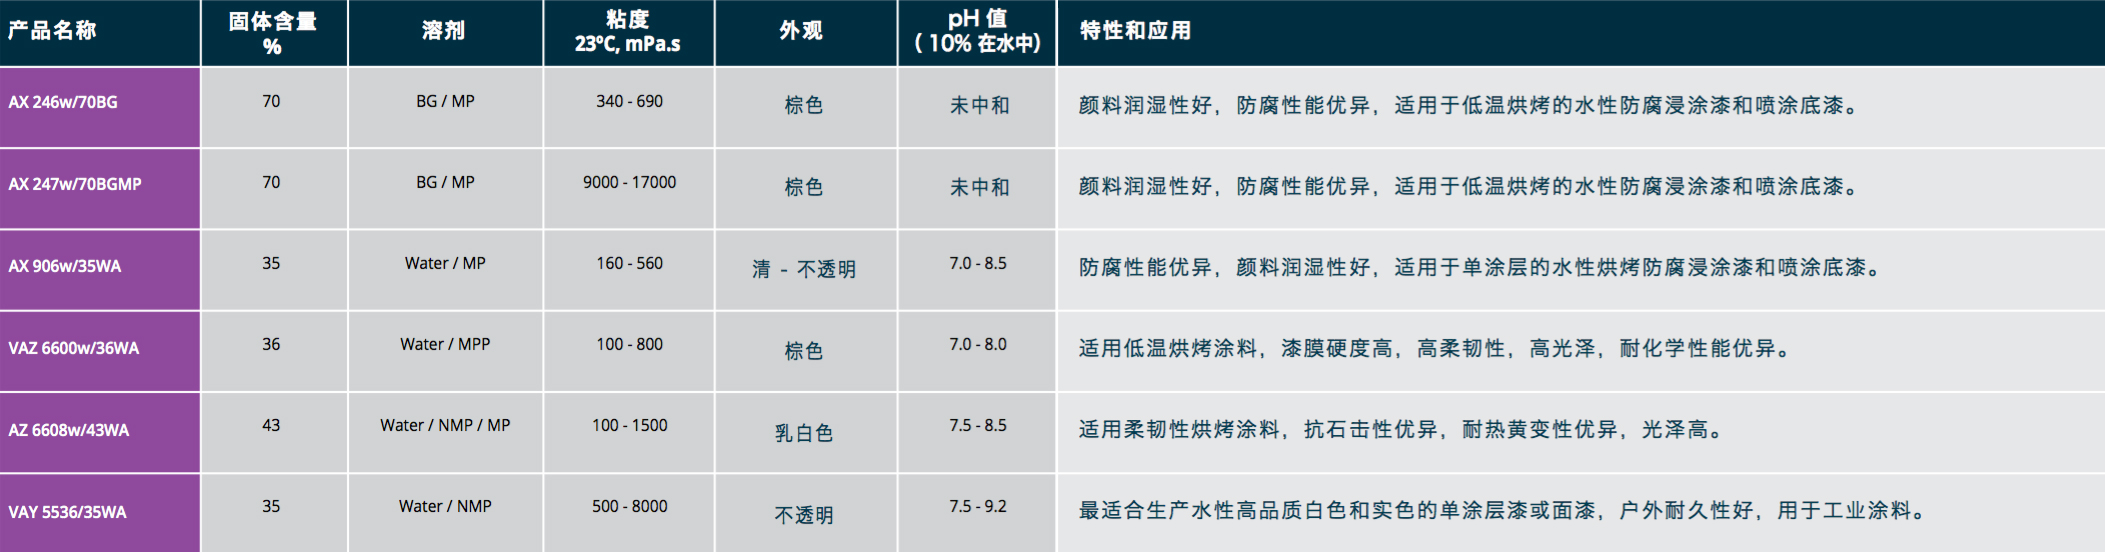 产品名称 固体含量 % 溶剂 粘度 23ºC, mPa.s 外观 pH 值 ( 10% 在水中) 特性和应用
AX 246w/70BG 70 BG / MP 340 - 690 棕色 未中和 颜料润湿性好，防腐性能优异，适用于低温烘烤的水性防腐浸涂漆和喷涂底漆。
AX 247w/70BGMP 70 BG / MP 9000 - 17000 棕色 未中和 颜料润湿性好，防腐性能优异，适用于低温烘烤的水性防腐浸涂漆和喷涂底漆。
AX 906w/35WA 35 Water / MP 160 - 560 清 - 不透明 7.0 - 8.5 防腐性能优异，颜料润湿性好，适用于单涂层的水性烘烤防腐浸涂漆和喷涂底漆。
VAZ 6600w/36WA 36 Water / MPP 100 - 800 棕色 7.0 - 8.0 适用低温烘烤涂料，漆膜硬度高，高柔韧性，高光泽，耐化学性能优异。
AZ 6608w/43WA 43 Water / NMP / MP 100 - 1500 乳白色 7.5 - 8.5 适用柔韧性烘烤涂料，抗石击性优异，耐热黄变性优异，光泽高。
VAY 5536/35WA 35 Water / NMP 500 - 8000 不透明 7.5 - 9.2 最适合生产水性高品质白色和实色的单涂层漆或面漆，户外耐久性好，用于工业涂料。